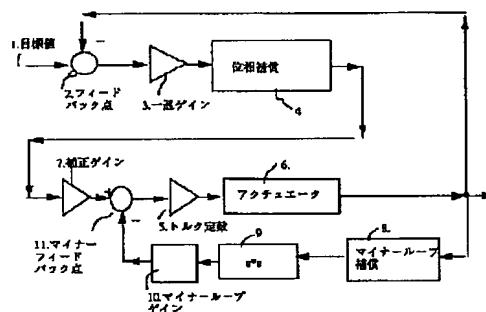 1.目標値
2.フィード
バック点
3.一巡ゲイン
位相補償
4
7.補正ゲイン
6.
アクチュエータ
5.トルク定数
11.マイナー
フィード
バック点
9
8.
マイナーループ
補償
10.マイナーループ
ゲイン